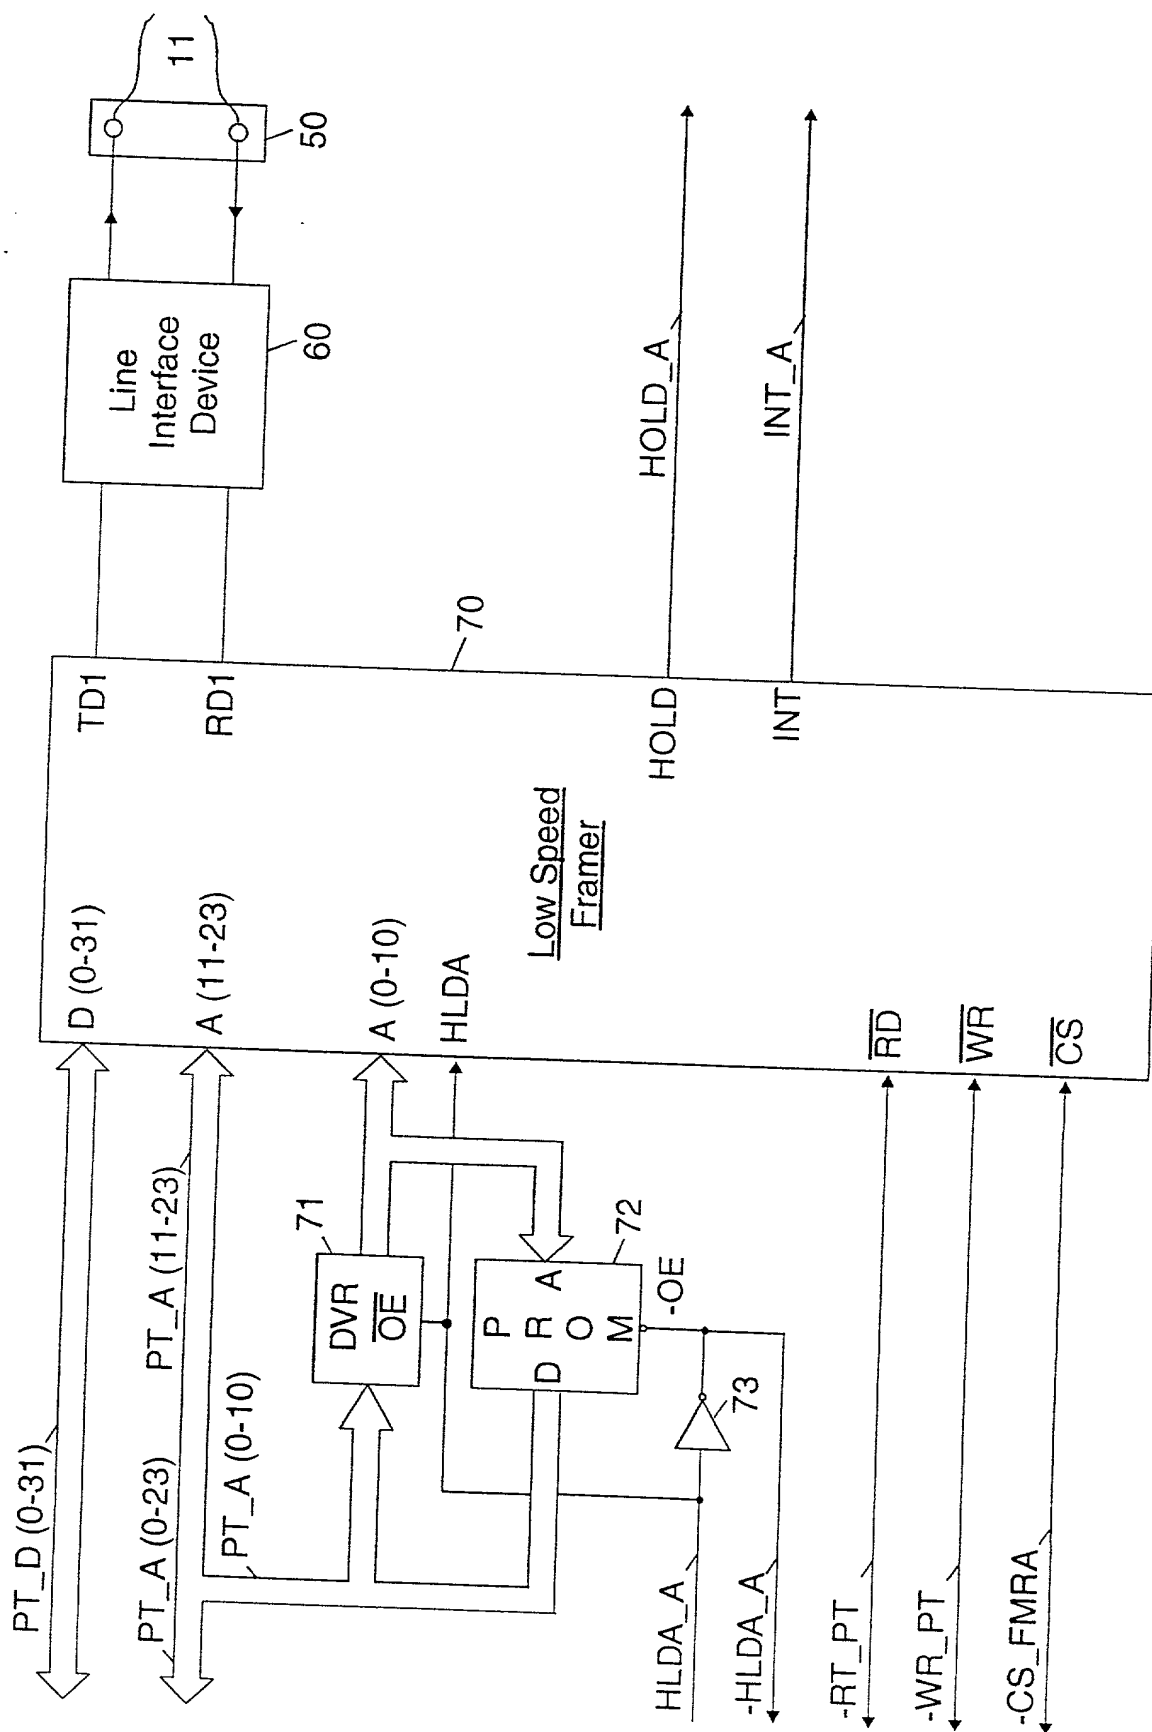 PT_D (0-31)
D (0-31)
TD1
Line
Interface
Device
60
50
11
PT_A (0-23)
PT_A (11-23)
A (11-23)
RD1
PT_A (0-10)
DVR
OE
71
A (0-10)
HLDA
70
Low Speed
Framer
PROM
D
A
72
-OE
73
HOLD
HOLD_A
INT
INT_A
HLDA_A
-HLDA_A
-RT_PT
RD
-WR_PT
WR
-CS_FMRA
CS